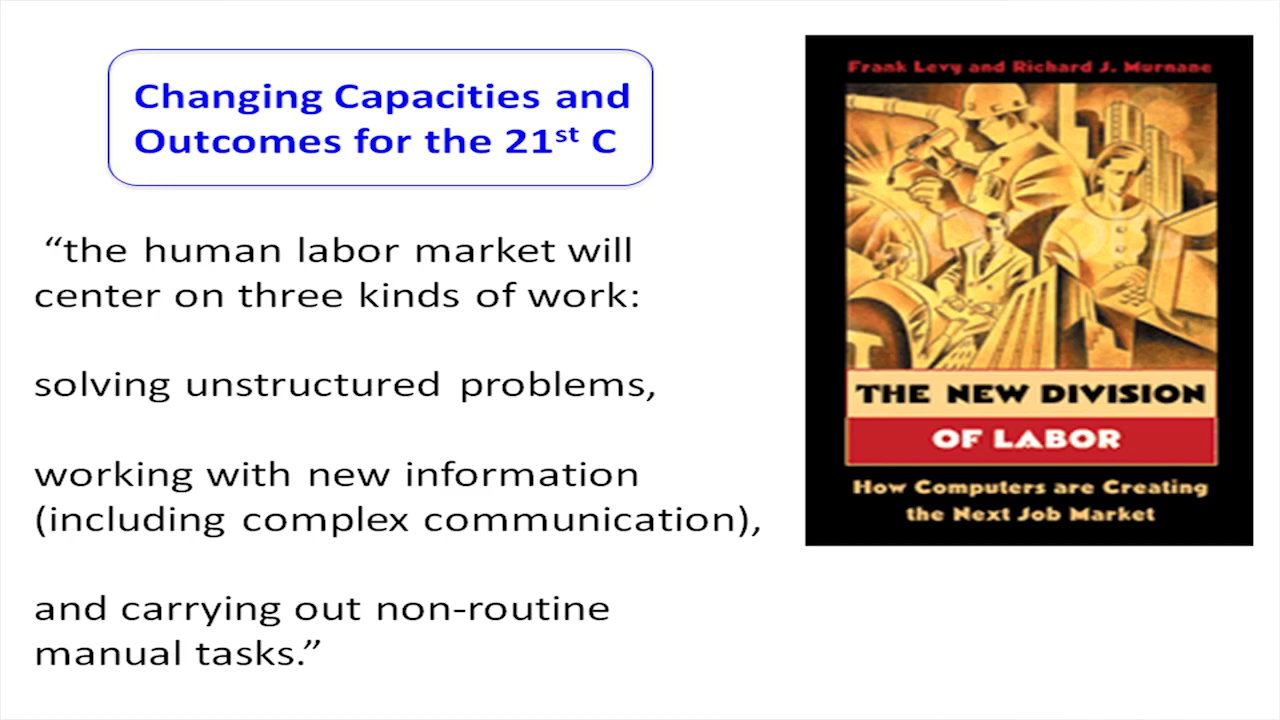 Changing Capacities and
Outcomes for the 21st C
“the human labor market will
center on three kinds of work:
solving unstructured problems,
working with new information
(including complex communication),
and carrying out non-routine
manual tasks.”
Frank Levy and Richard J. Murnane
THE NEW DIVISION
OF LABOR
How Computers are Creating
the Next Job Market